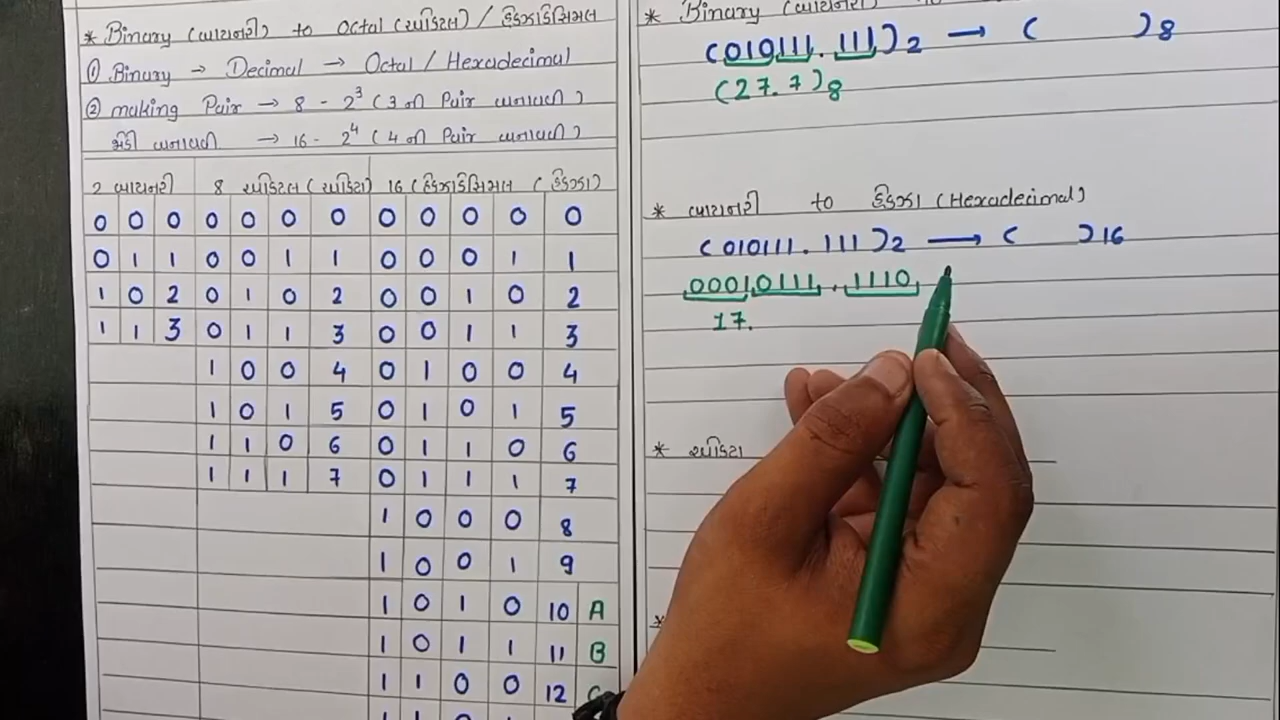 * Binary (બાયનરી) to Octal (ઓક્ટલ) / હેક્ઝાડેસિમલ
① Binary → Decimal → Octal / Hexadecimal
② making Pair → 8 - 2³ (3 ની Pair બનાવવી)
બનાવવી → 16 - 2⁴ (4 ની Pair બનાવવી)
2 બાયનરી 8 ઓક્ટલ (ઓક્ટા) 16 (હેક્ઝાડેસિમલ (હેક્ઝા)
0 0 0 0 0 0 0 0 0 0 0 0
0 1 1 0 0 1 1 0 0 0 1 1
1 0 2 0 1 0 2 0 0 1 0 2
1 1 3 0 1 1 3 0 0 1 1 3
1 0 0 4 0 1 0 0 4
1 0 1 5 0 1 0 1 5
1 1 0 6 0 1 1 0 6
1 1 1 7 0 1 1 1 7
1 0 0 0 8
1 0 0 1 9
1 0 1 0 10 A
1 0 1 1 11 B
1 1 0 0 12 C
* Binary (બાયનરી)
(010111.111)2 → ( )8
(27.7)8
* બાયનરી to હેક્ઝા (Hexadecimal)
(010111.111)2 → ( )16
00010111.1110
17.
* ઓક્ટા
*